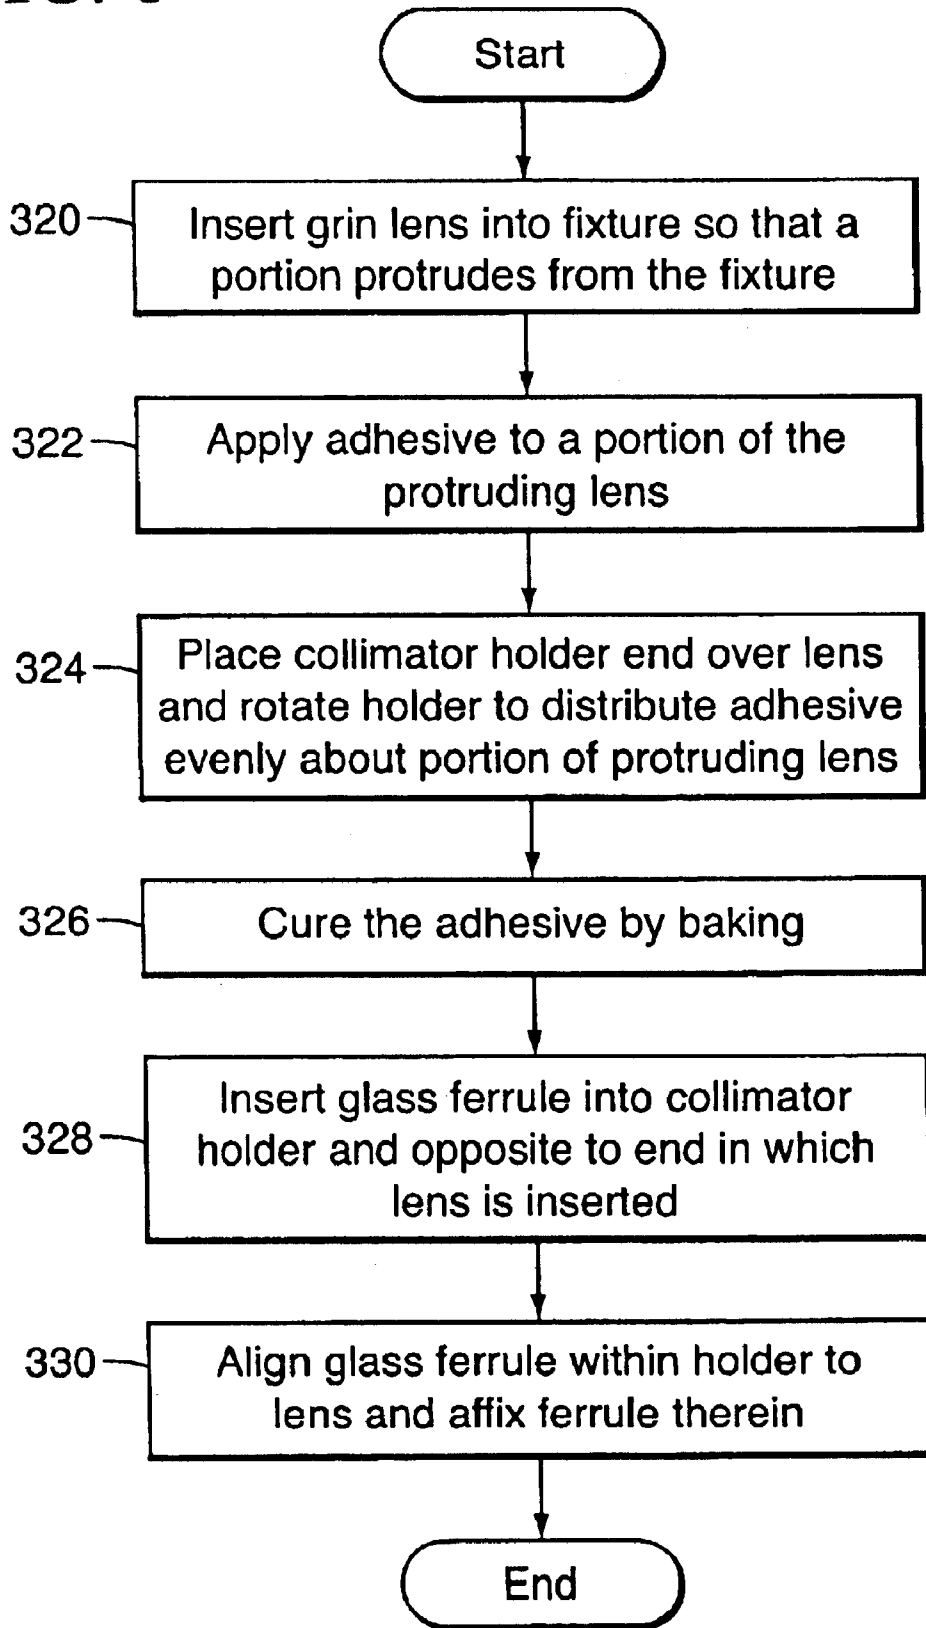 Start
320
Insert grin lens into fixture so that a
portion protrudes from the fixture
322
Apply adhesive to a portion of the
protruding lens
324
Place collimator holder end over lens
and rotate holder to distribute adhesive
evenly about portion of protruding lens
326
Cure the adhesive by baking
328
Insert glass ferrule into collimator
holder and opposite to end in which
lens is inserted
330
Align glass ferrule within holder to
lens and affix ferrule therein
End